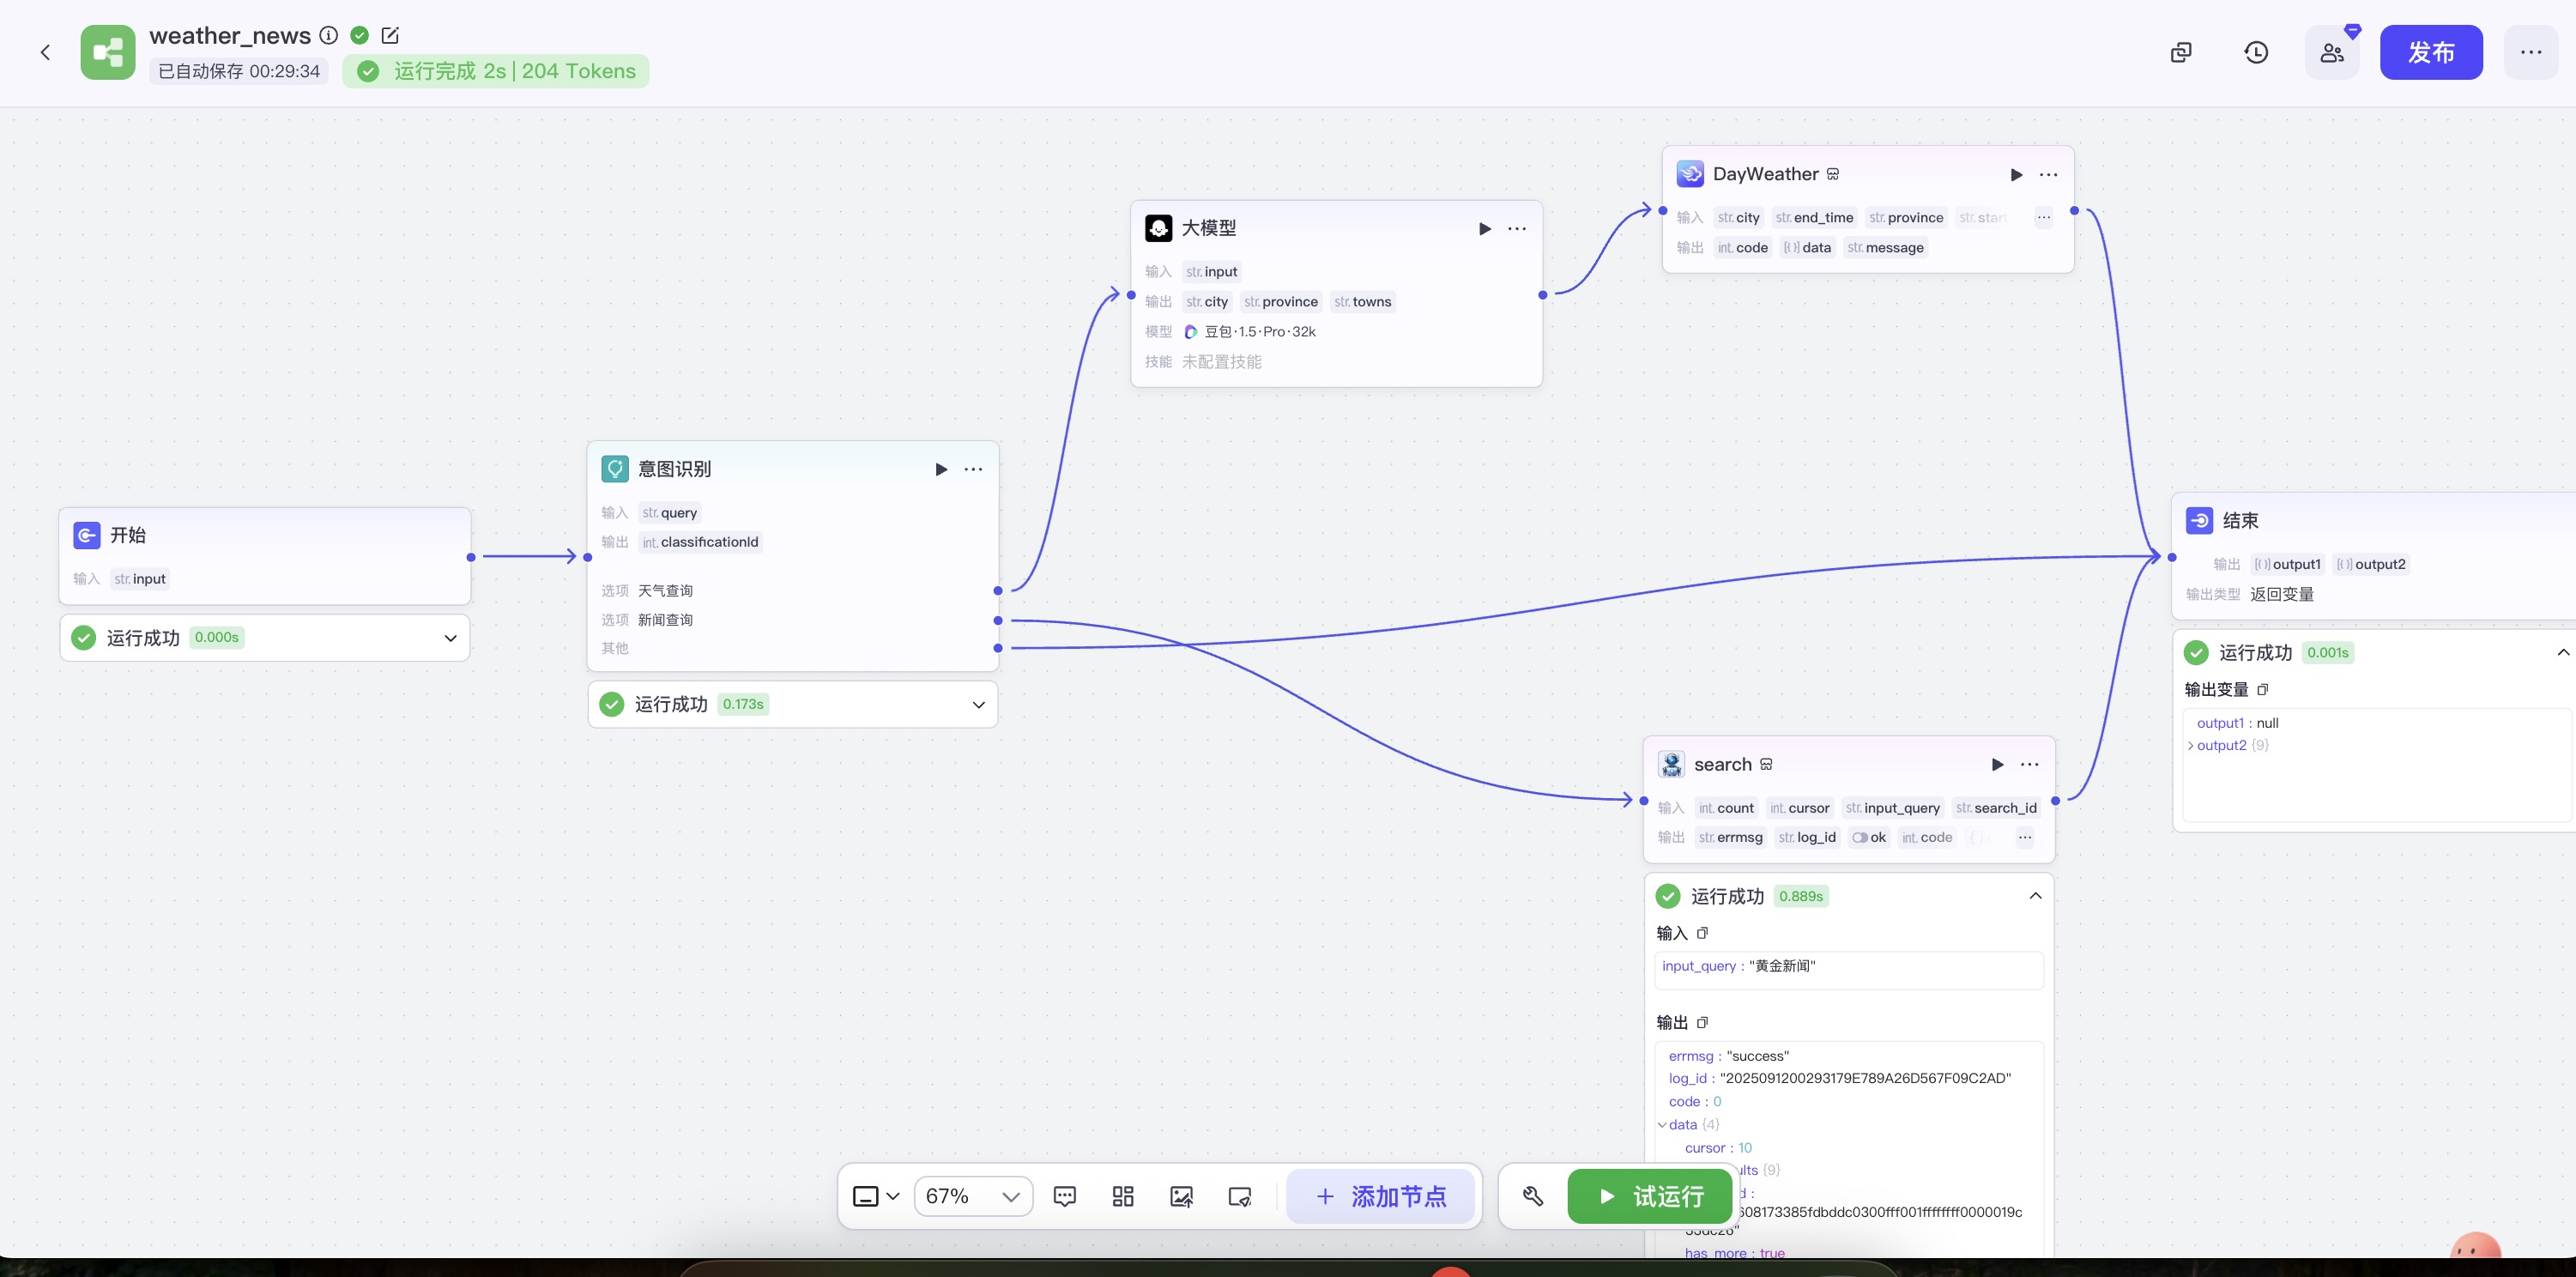 weather_news
已自动保存 00:29:34
运行完成 2s | 204 Tokens
发布
开始
输入 str. input
运行成功 0.000s
意图识别
输入 str. query
输出 int. classificationId
选项 天气查询
选项 新闻查询
其他
运行成功 0.173s
大模型
输入 str. input
输出 str. city str. province str. towns
模型 豆包·1.5·Pro·32k
技能 未配置技能
DayWeather
输入 str. city str. end_time str. province str. start
输出 int. code [{}] data str. message
search
输入 int. count int. cursor str. input_query str. search_id
输出 str. errmsg str. log_id ok int. code
运行成功 0.889s
输入
input_query : "黄金新闻"
输出
errmsg : "success"
log_id : "2025091200293179E789A26D567F09C2AD"
code : 0
data {4}
cursor : 10
ults {9}
d :
608173385fdbddc0300fff001ffffffff0000019c
has_more : true
结束
输出 [{}] output1 [{}] output2
输出类型 返回变量
运行成功 0.001s
输出变量
output1 : null
output2 {9}
67%
添加节点
试运行